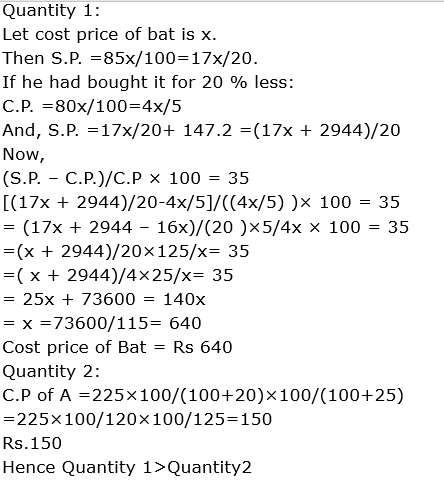 Quantity 1:
Let cost price of bat is x.
Then S.P. =85x/100=17x/20.
If he had bought it for 20 % less:
C.P. =80x/100=4x/5
And, S.P. =17x/20+ 147.2 =(17x + 2944)/20
Now,
(S.P. – C.P.)/C.P × 100 = 35
[(17x + 2944)/20-4x/5]/((4x/5) )× 100 = 35
= (17x + 2944 – 16x)/(20 )×5/4x × 100 = 35
=(x + 2944)/20×125/x= 35
=( x + 2944)/4×25/x= 35
= 25x + 73600 = 140x
= x =73600/115= 640
Cost price of Bat = Rs 640
Quantity 2:
C.P of A =225×100/(100+20)×100/(100+25)
=225×100/120×100/125=150
Rs.150
Hence Quantity 1>Quantity2